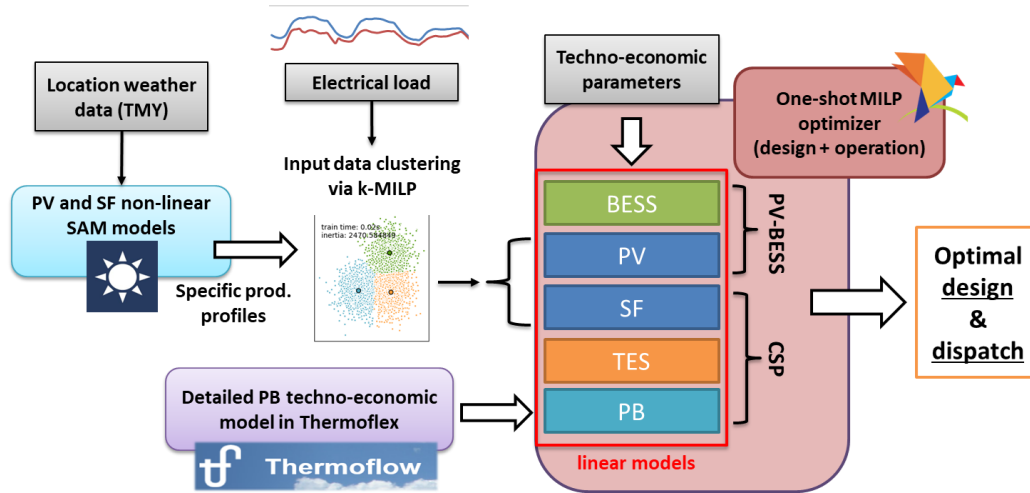 Location weather
data (TMY)
Electrical load
Techno-economic
parameters
One-shot MILP
optimizer
(design + operation)
Input data clustering
via k-MILP
PV and SF non-linear
SAM models
Specific prod.
profiles
train time: 0.02s
inertia: 2470.584849
BESS
PV
SF
TES
PB
PV-BESS
CSP
linear models
Optimal
design
&
dispatch
Detailed PB techno-economic
model in Thermoflex
tf Thermoflow